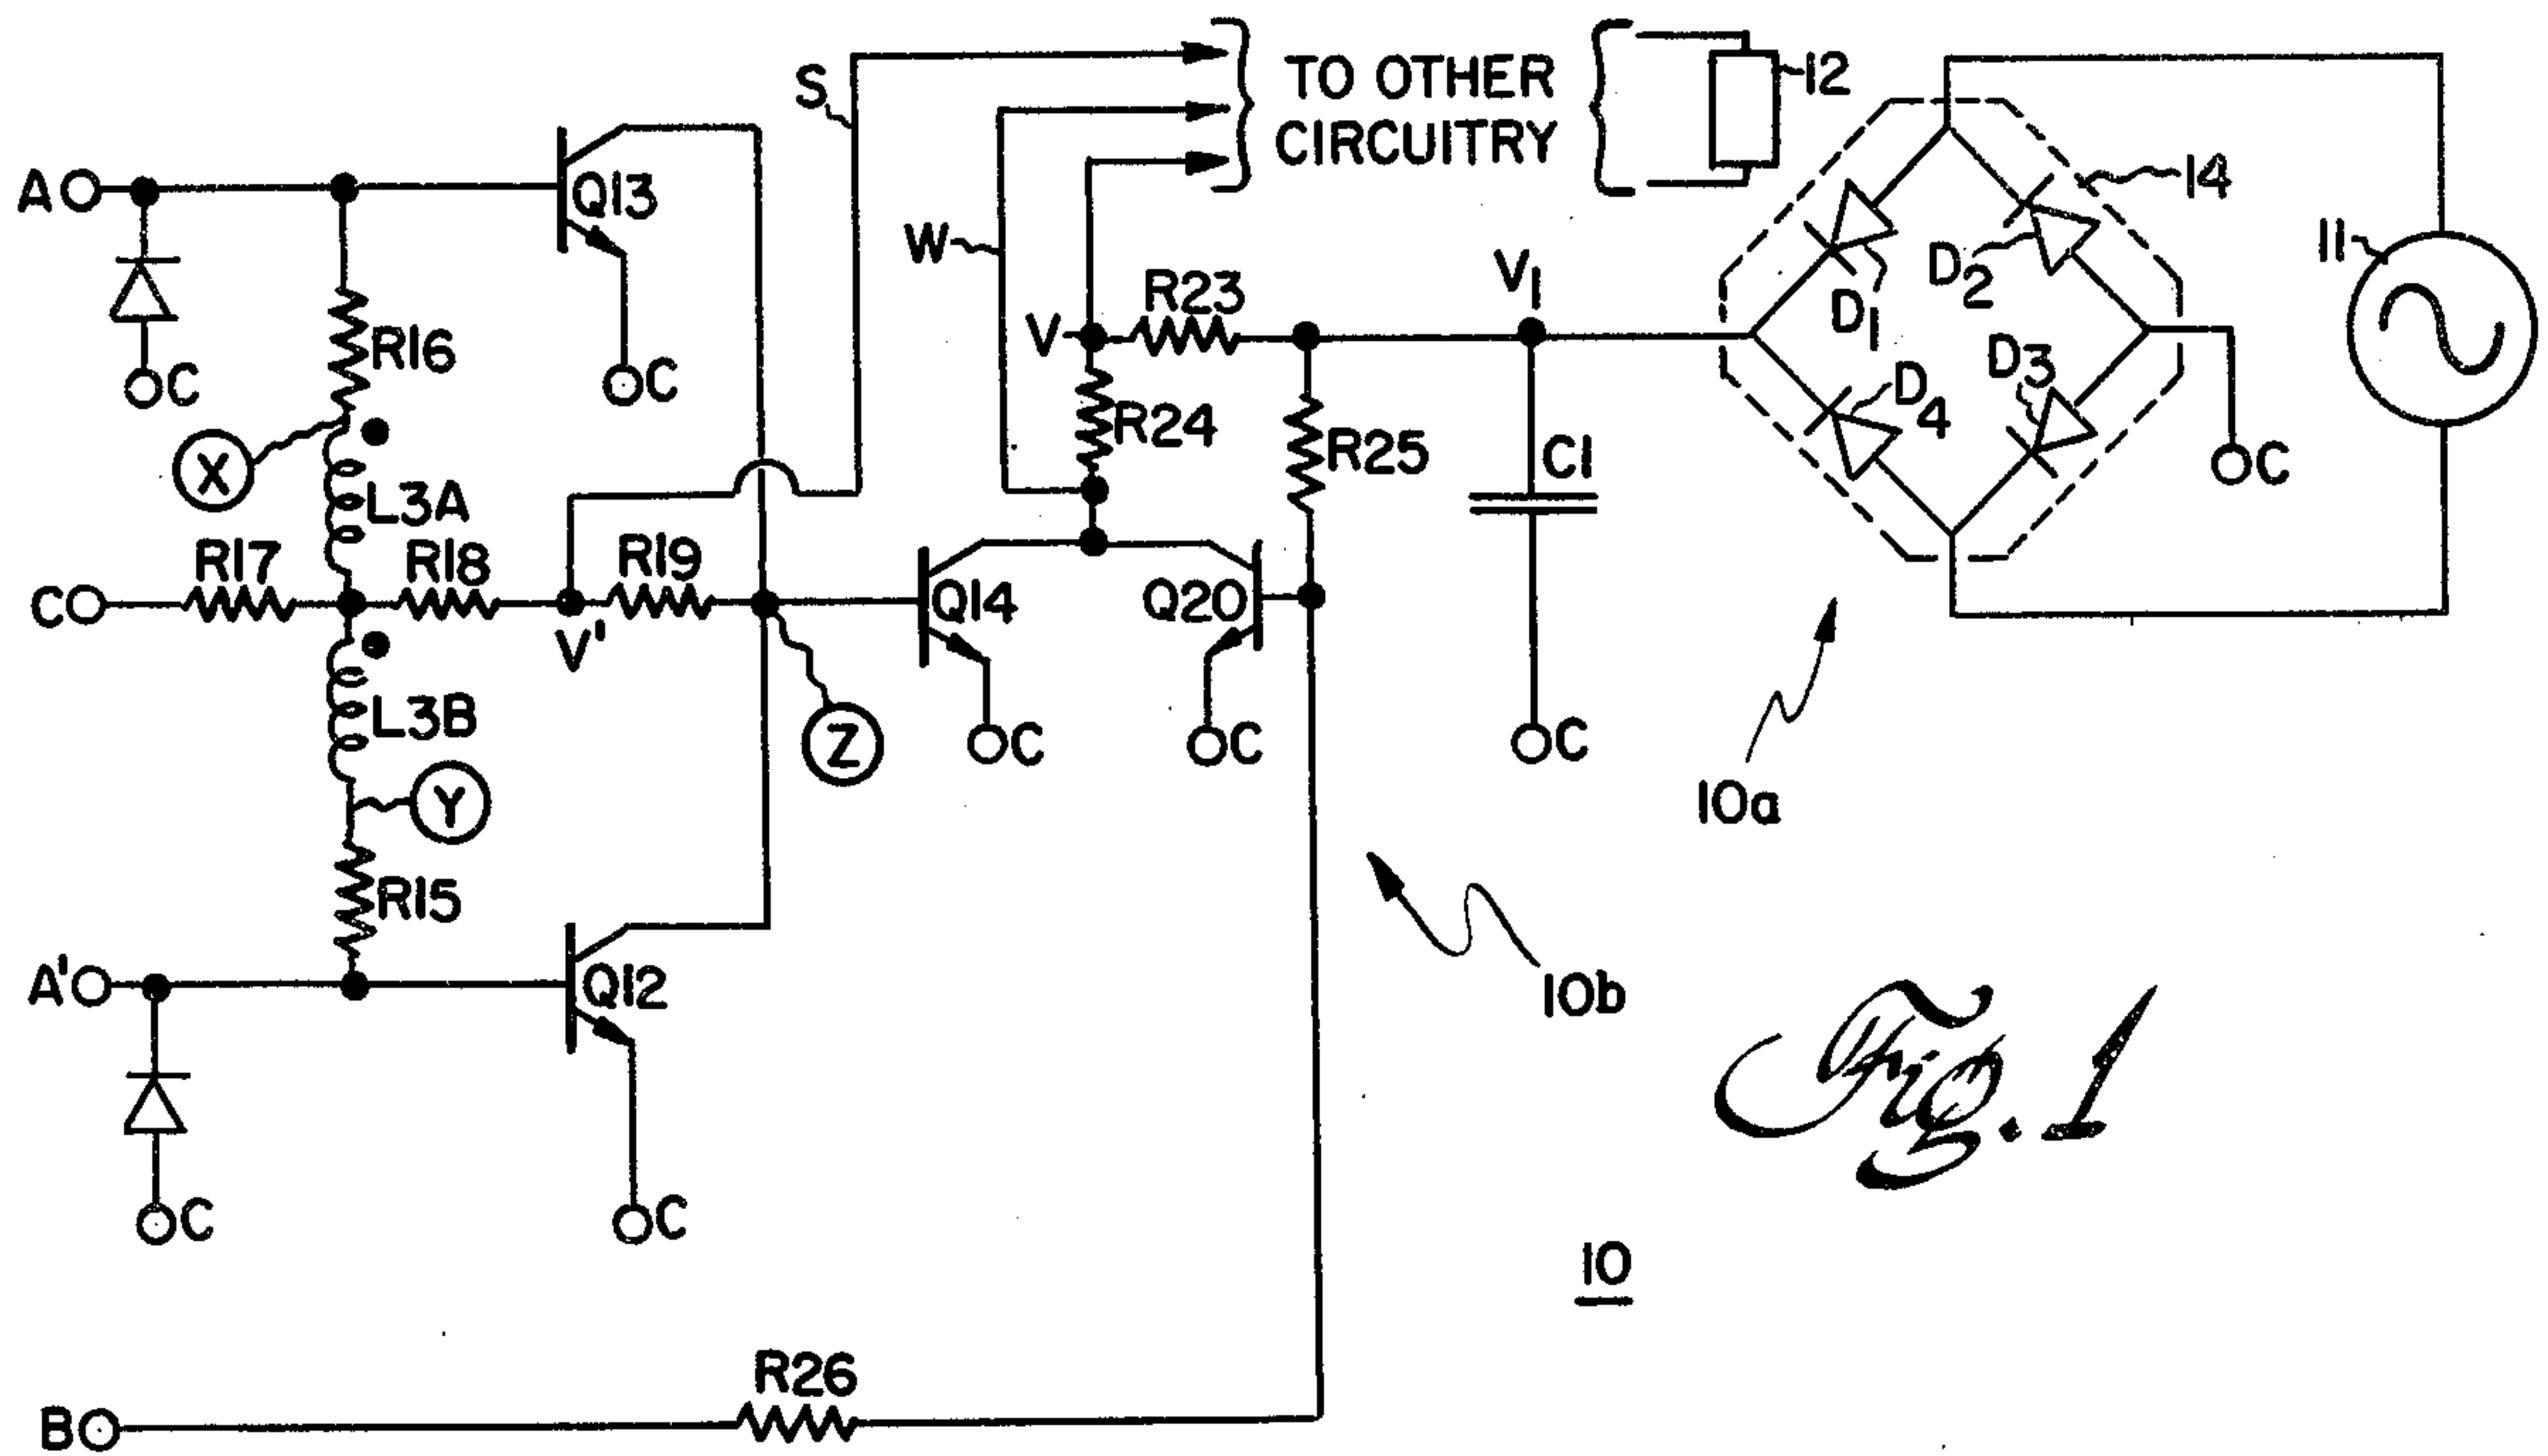 S
TO OTHER
CIRCUITRY
12
A
Q13
14
11
W
V1
D2
R23
D1
V
R16
C
C
D3
D4
R24
R25
C1
C
X
L3A
R17
R18
R19
C
Q14
Q20
V'
L3B
Z
C
C
C
Y
10a
R15
A'
Q12
10b
Fig. 1
C
C
10
R26
B